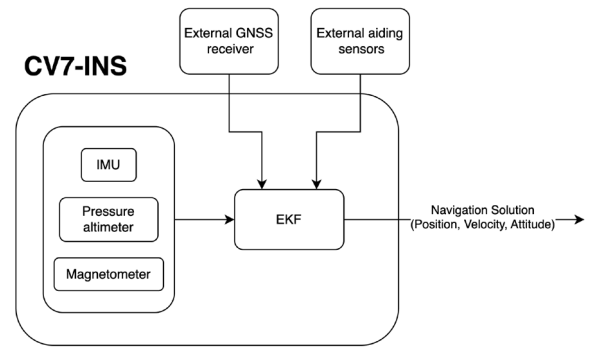 External GNSS
receiver
External aiding
sensors
CV7-INS
IMU
Pressure
altimeter
Magnetometer
EKF
Navigation Solution
(Position, Velocity, Attitude)